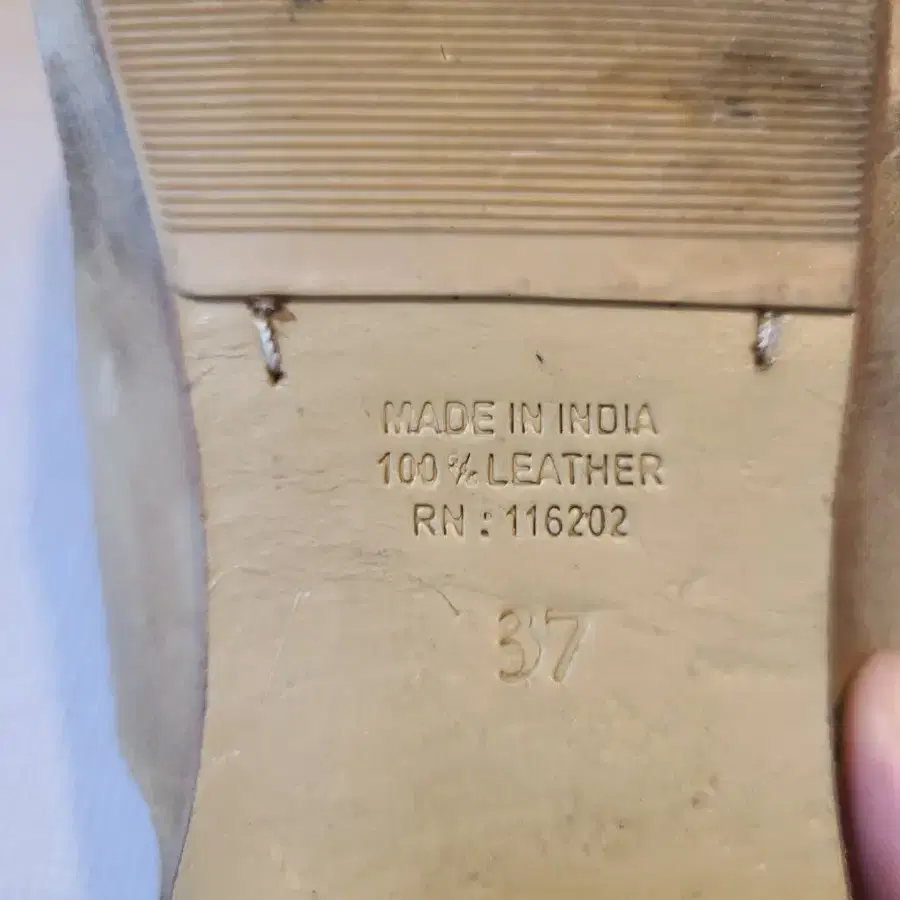 MADE IN INDIA
100 % LEATHER
RN : 116202
37